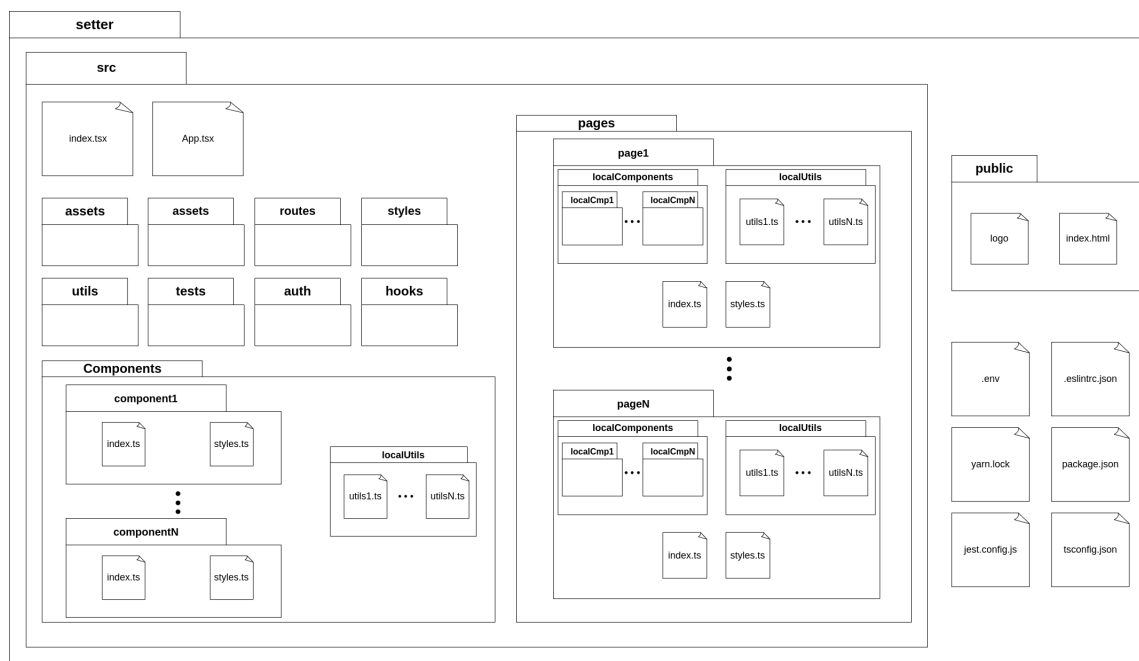 setter
src
index.tsx
App.tsx
assets
assets
routes
styles
utils
tests
auth
hooks
Components
component1
index.ts
styles.ts
componentN
index.ts
styles.ts
localUtils
utils1.ts
utilsN.ts
pages
page1
localComponents
localCmp1
localCmpN
localUtils
utils1.ts
utilsN.ts
index.ts
styles.ts
pageN
localComponents
localCmp1
localCmpN
localUtils
utils1.ts
utilsN.ts
index.ts
styles.ts
public
logo
index.html
.env
.eslintrc.json
yarn.lock
package.json
jest.config.js
tsconfig.json